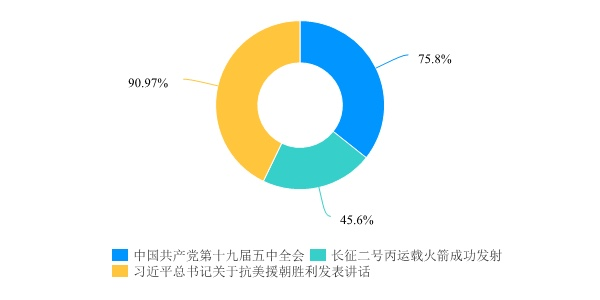 75.8%
90.97%
45.6%
中国共产党第十九届五中全会 长征二号丙运载火箭成功发射
习近平总书记关于抗美援朝胜利发表讲话